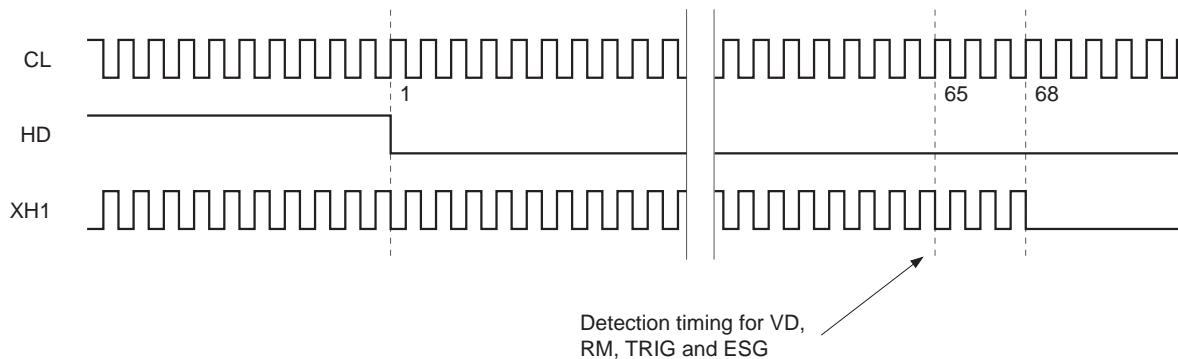 CL
1
65
68
HD
XH1
Detection timing for VD,
RM, TRIG and ESG